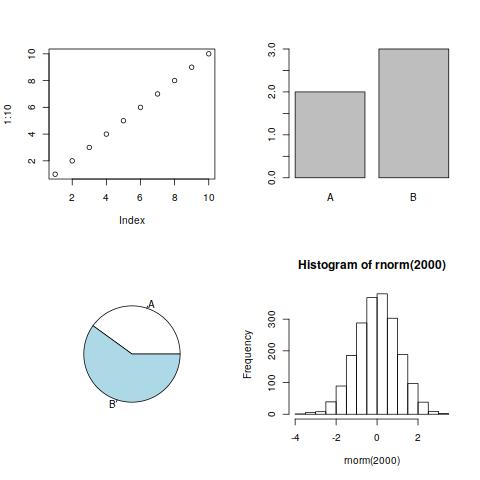 1:10
10
8
6
4
2
2 4 6 8 10
Index
3.0
2.0
1.0
0.0
A B
A
B
Histogram of rnorm(2000)
Frequency
300
200
100
0
-4 -2 0 2
rnorm(2000)